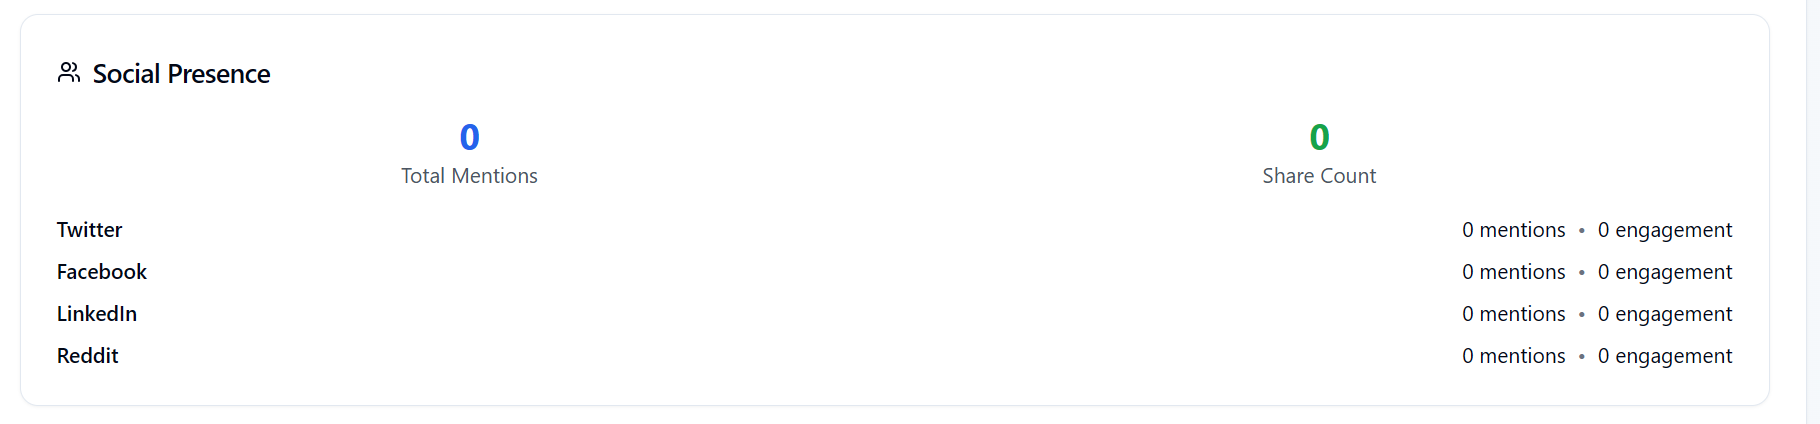 Social Presence
0 0
Total Mentions Share Count
Twitter 0 mentions • 0 engagement
Facebook 0 mentions • 0 engagement
LinkedIn 0 mentions • 0 engagement
Reddit 0 mentions • 0 engagement